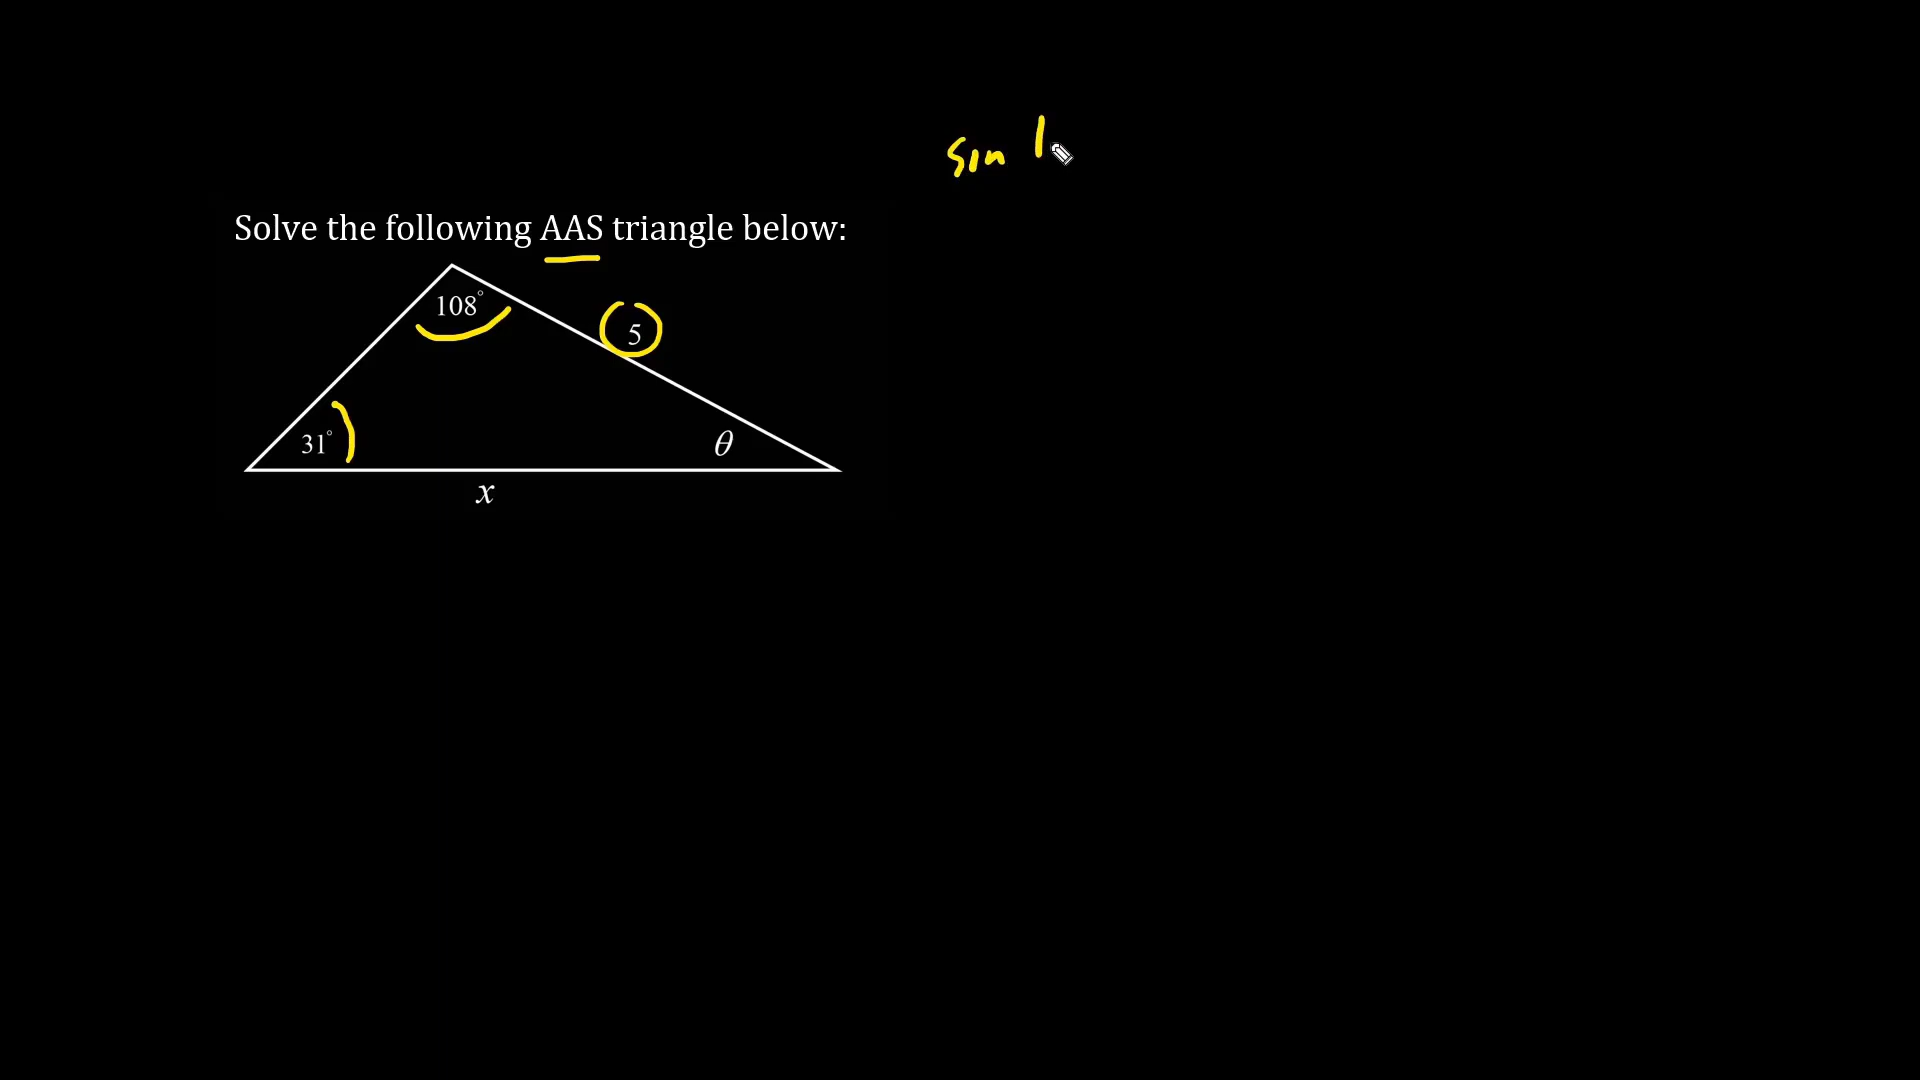 sin 1
Solve the following AAS triangle below:
108°
5
31°
θ
x